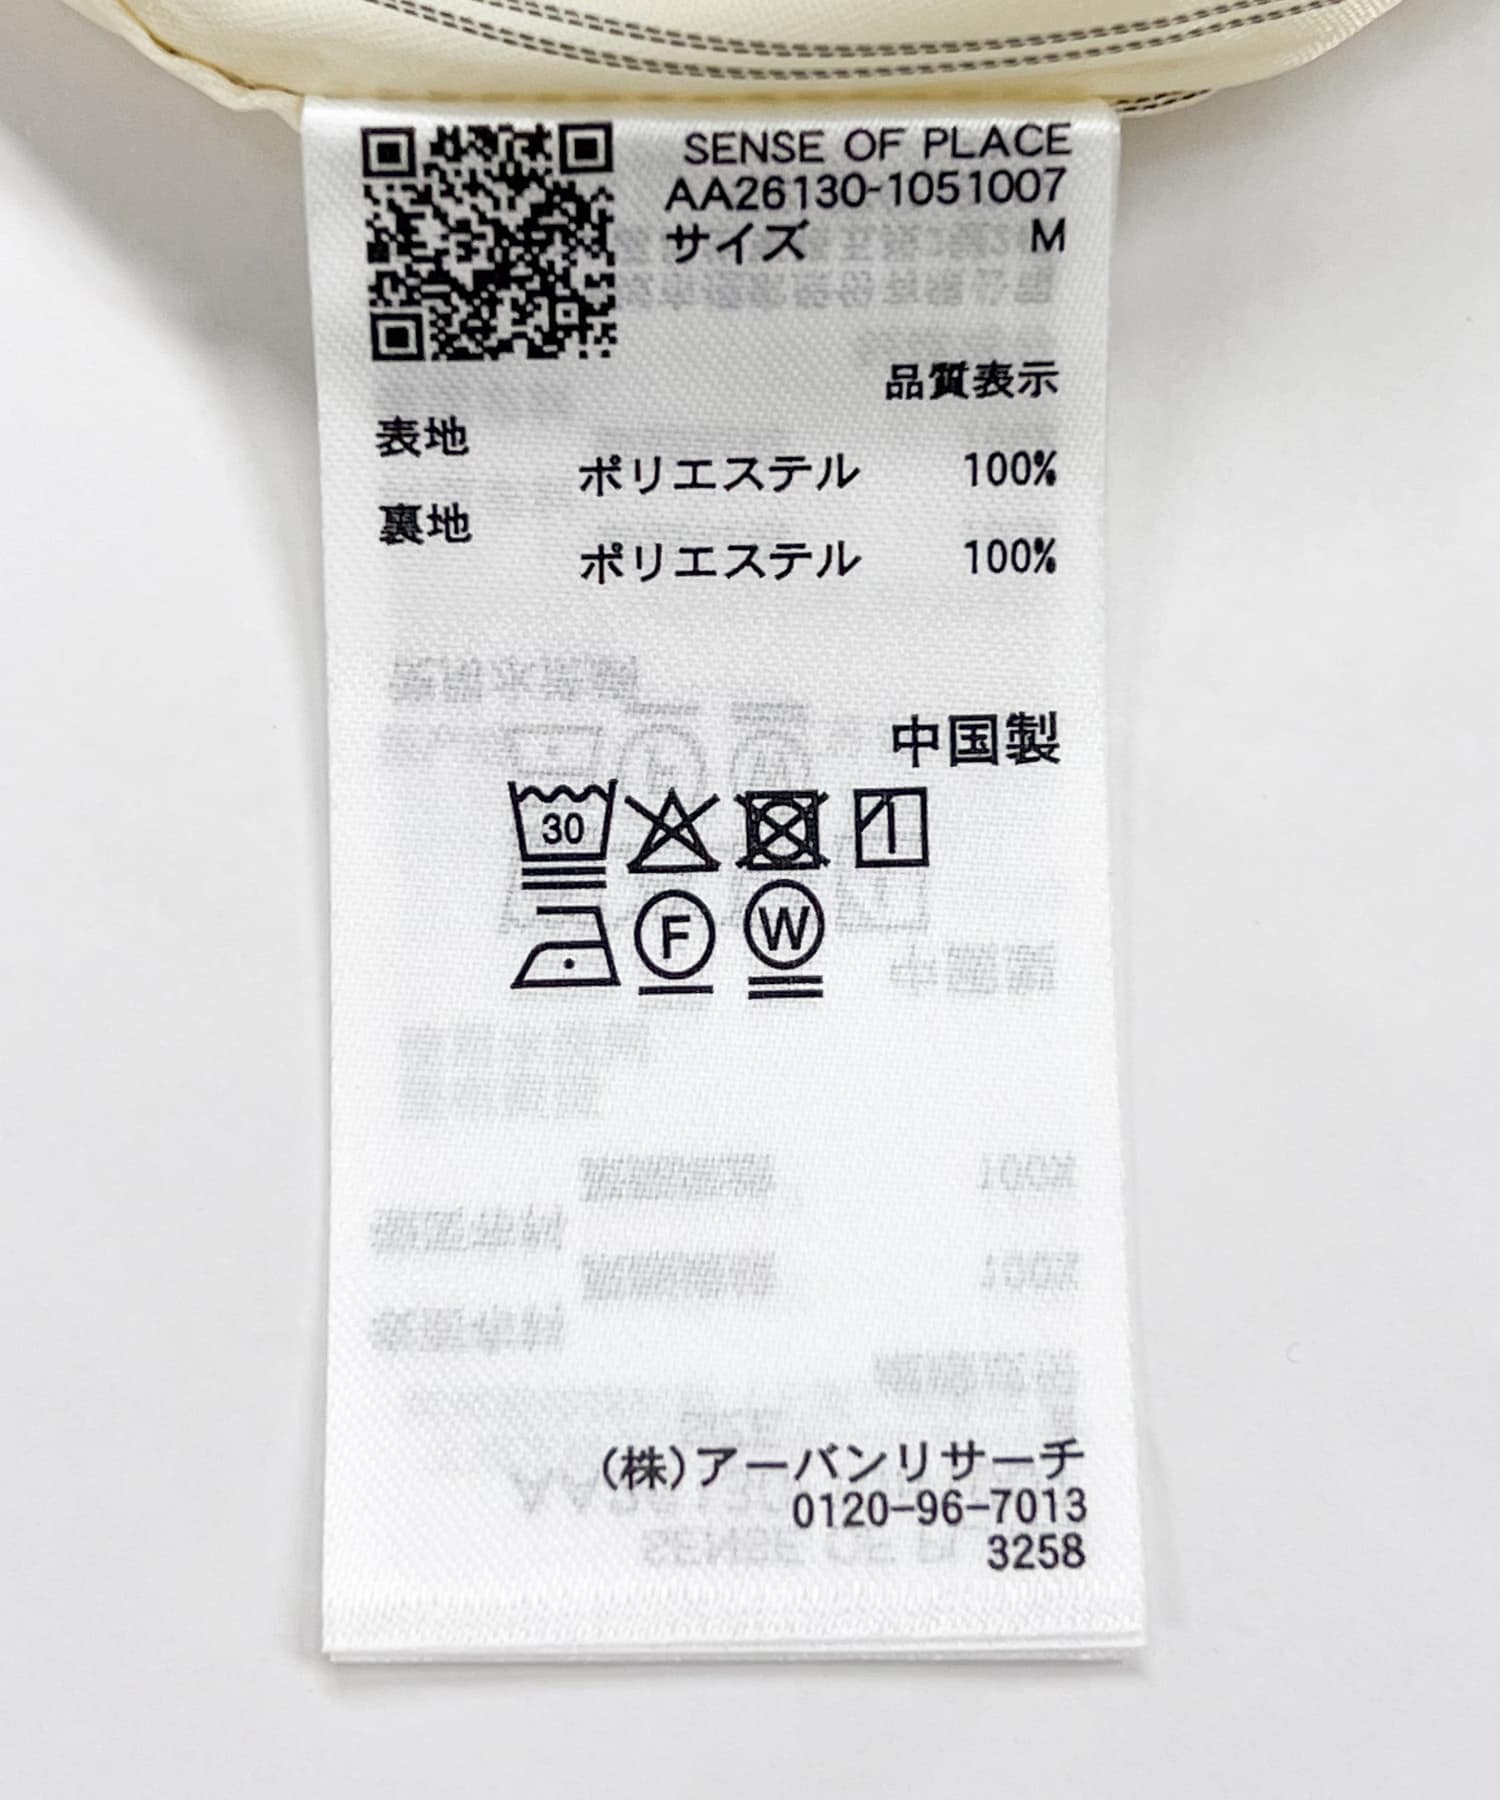 SENSE OF PLACE
AA26130-1051007
サイズ M
品質表示
表地
ポリエステル 100%
裏地
ポリエステル 100%
中国製
30
F W
(株)アーバンリサーチ
0120-96-7013
3258